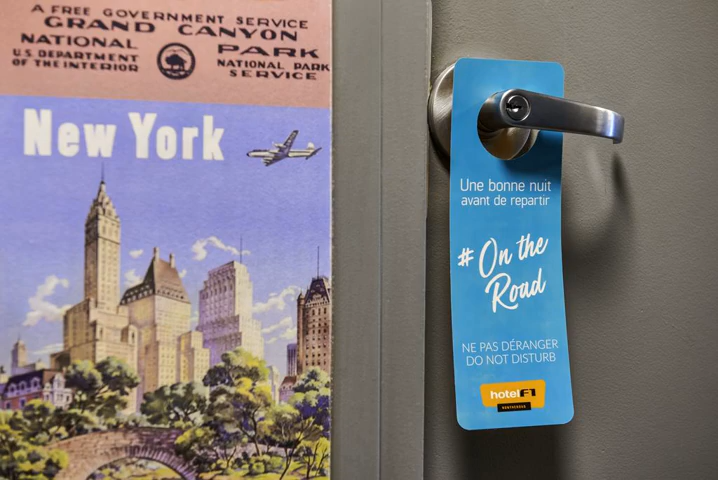 A FREE GOVERNMENT SERVICE
GRAND CANYON
NATIONAL PARK
U.S. DEPARTMENT OF THE INTERIOR
NATIONAL PARK SERVICE
New York
Une bonne nuit
avant de repartir
# On the
Road
NE PAS DÉRANGER
DO NOT DISTURB
hotelF1